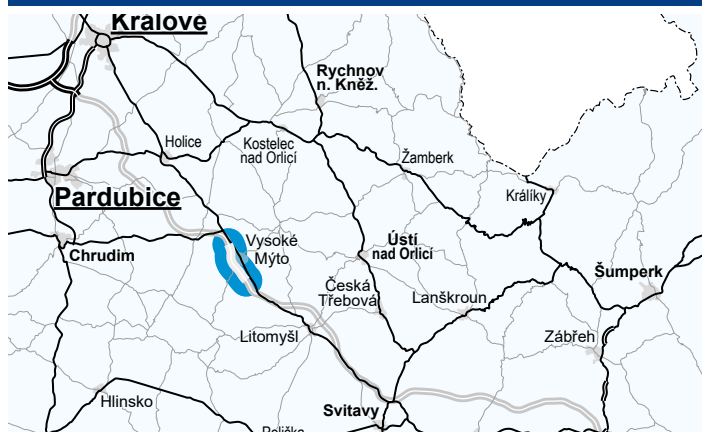 Králové
Rychnov
n. Kněž.
Holice
Kostelec
nad Orlicí
Žamberk
Pardubice
Králíky
Chrudim
Vysoké
Mýto
Ústí
nad Orlicí
Šumperk
Česká
Třebová
Lanškroun
Litomyšl
Zábřeh
Hlinsko
Svitavy
Polička